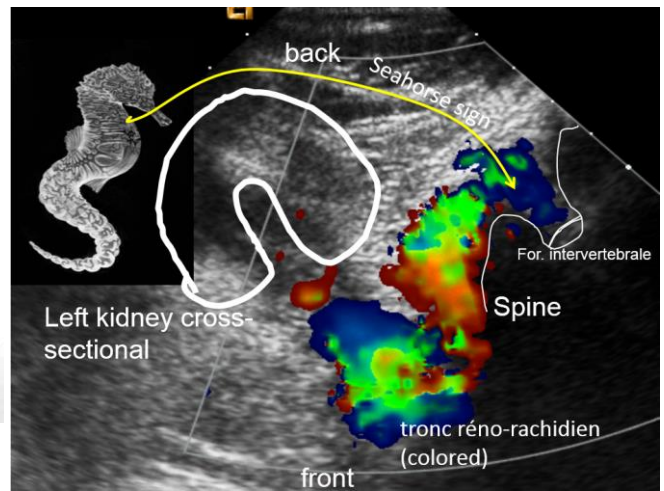 back
Seahorse sign
For. intervertebrale
Spine
Left kidney cross-
sectional
tronc réno-rachidien
(colored)
front